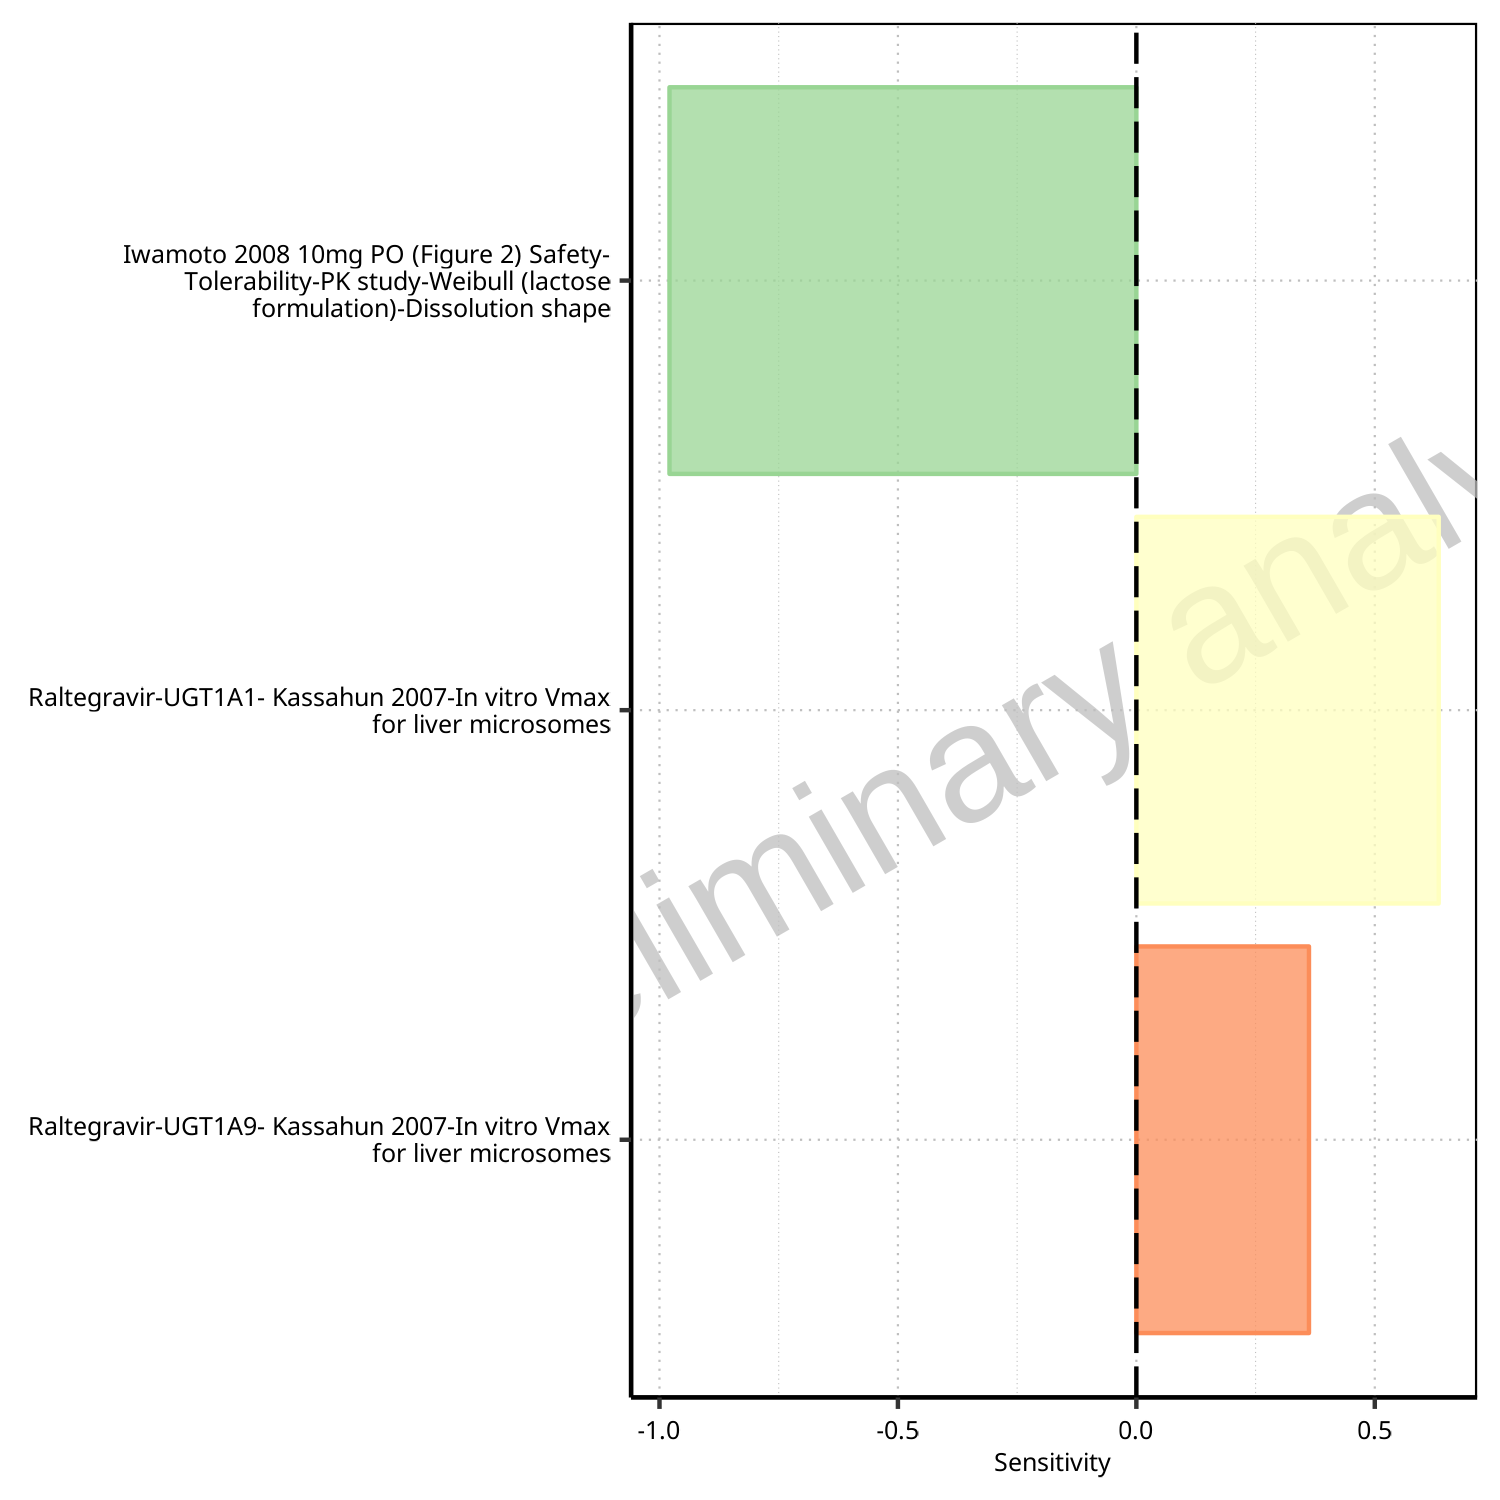 Iwamoto 2008 10mg PO (Figure 2) Safety-
Tolerability-PK study-Weibull (lactose
formulation)-Dissolution shape
Raltegravir-UGT1A1- Kassahun 2007-In vitro Vmax
for liver microsomes
Raltegravir-UGT1A9- Kassahun 2007-In vitro Vmax
for liver microsomes
eliminary analy
-1.0 -0.5 0.0 0.5
Sensitivity